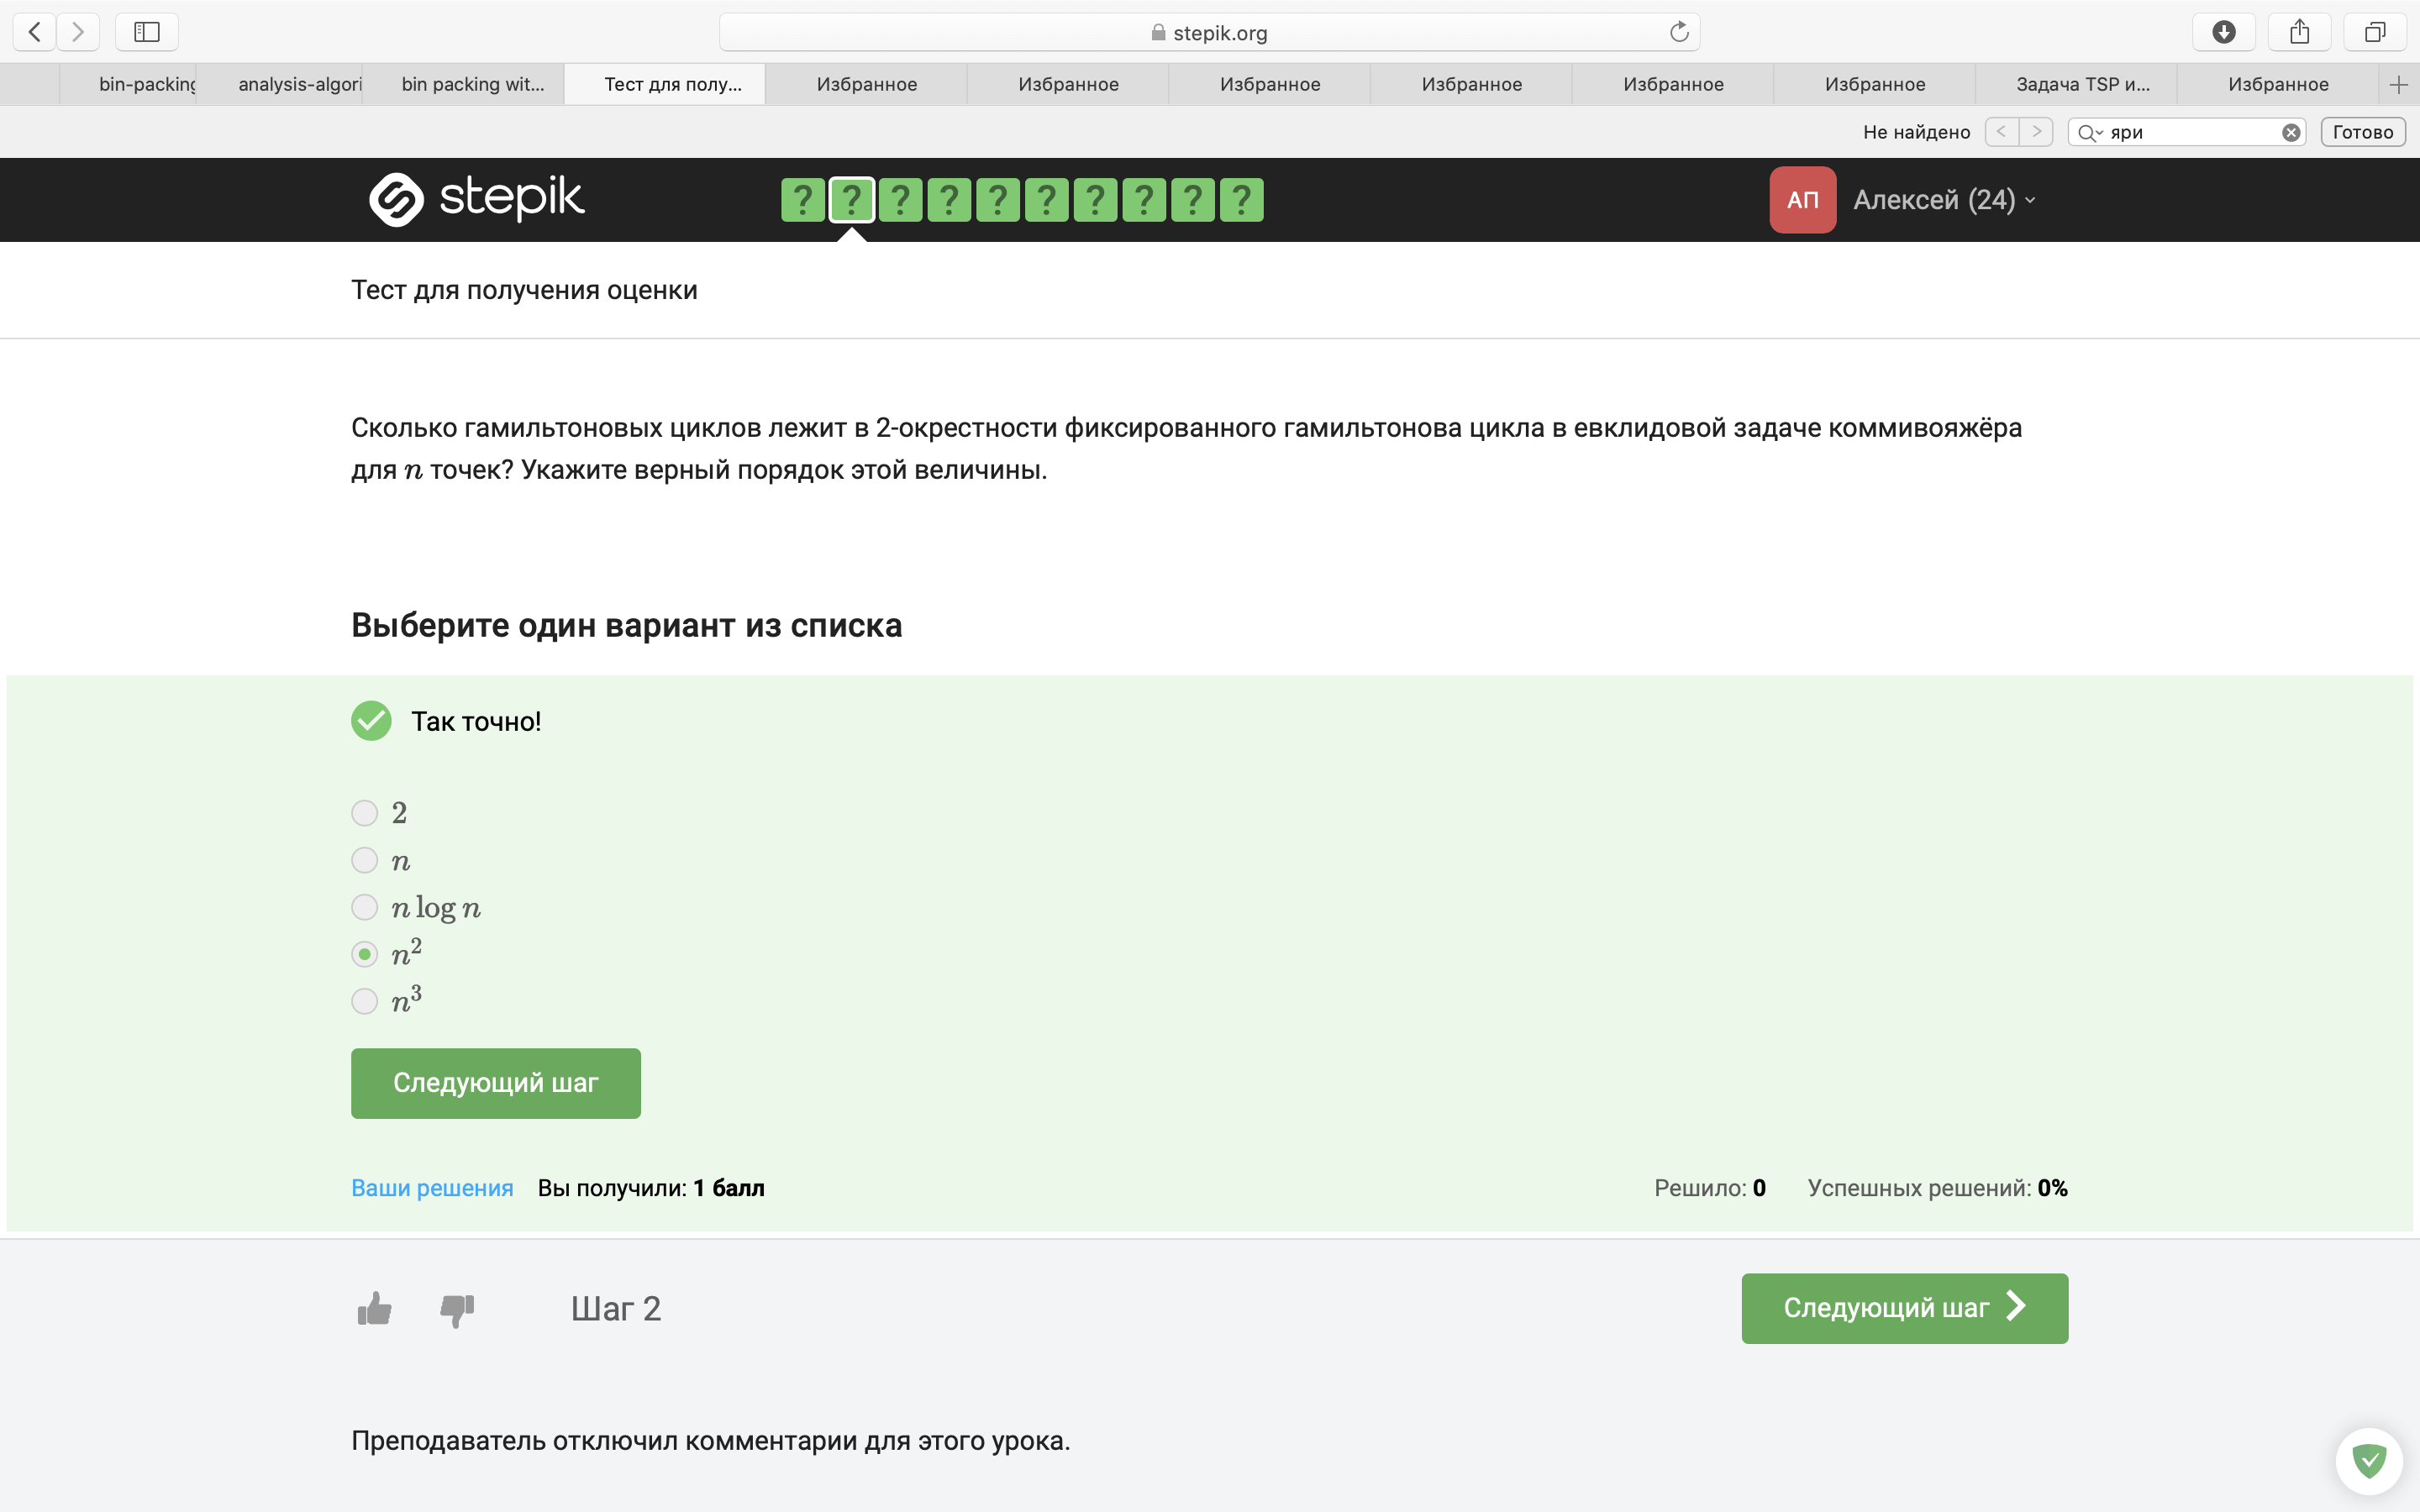 stepik.org
bin-packing
analysis-algori
bin packing wit...
Тест для полу...
Избранное
Избранное
Избранное
Избранное
Избранное
Избранное
Задача TSP и...
Избранное
Не найдено
яри
Готово
stepik
? ? ? ? ? ? ? ? ? ?
АП
Алексей (24)
Тест для получения оценки
Сколько гамильтоновых циклов лежит в 2-окрестности фиксированного гамильтонова цикла в евклидовой задаче коммивояжёра
для n точек? Укажите верный порядок этой величины.
Выберите один вариант из списка
Так точно!
2
n
n log n
n²
n³
Следующий шаг
Ваши решения Вы получили: 1 балл
Решило: 0 Успешных решений: 0%
Шаг 2
Следующий шаг
Преподаватель отключил комментарии для этого урока.